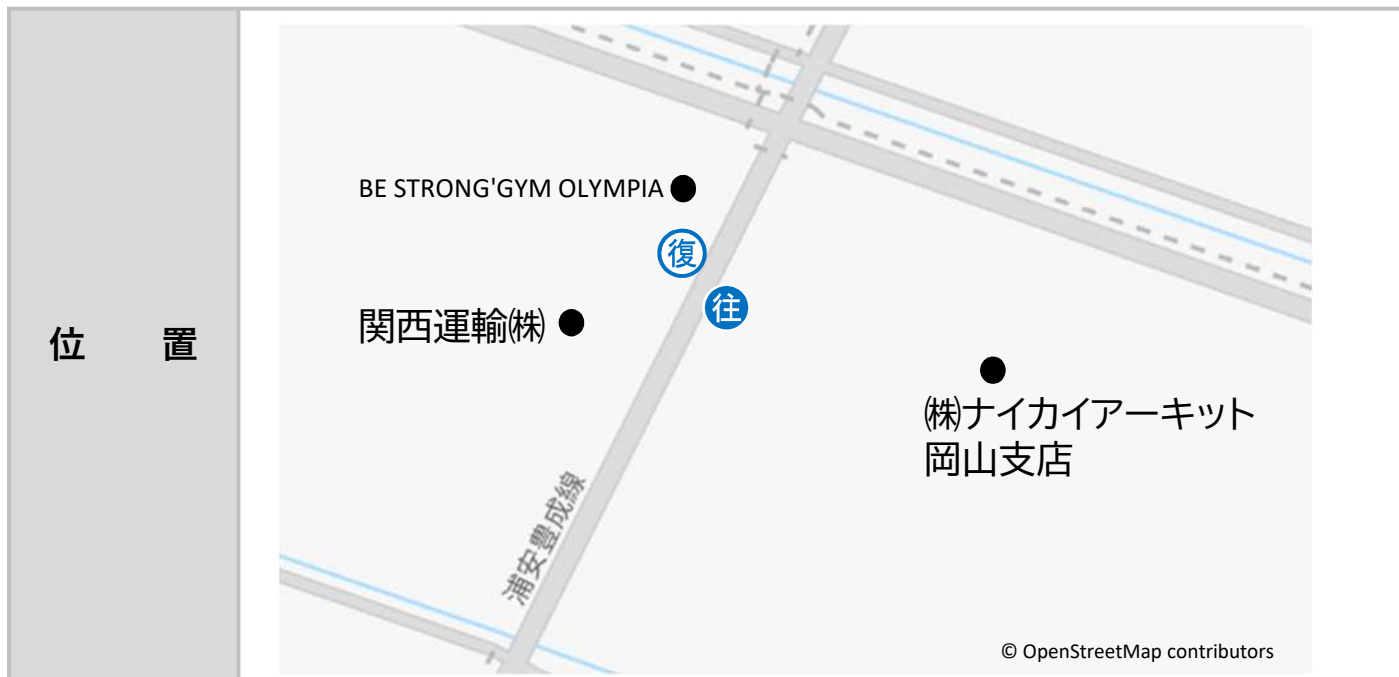 位 置
BE STRONG'GYM OLYMPIA
復
往
関西運輸㈱
㈱ナイカイアーキット
岡山支店
浦安豊成線
© OpenStreetMap contributors